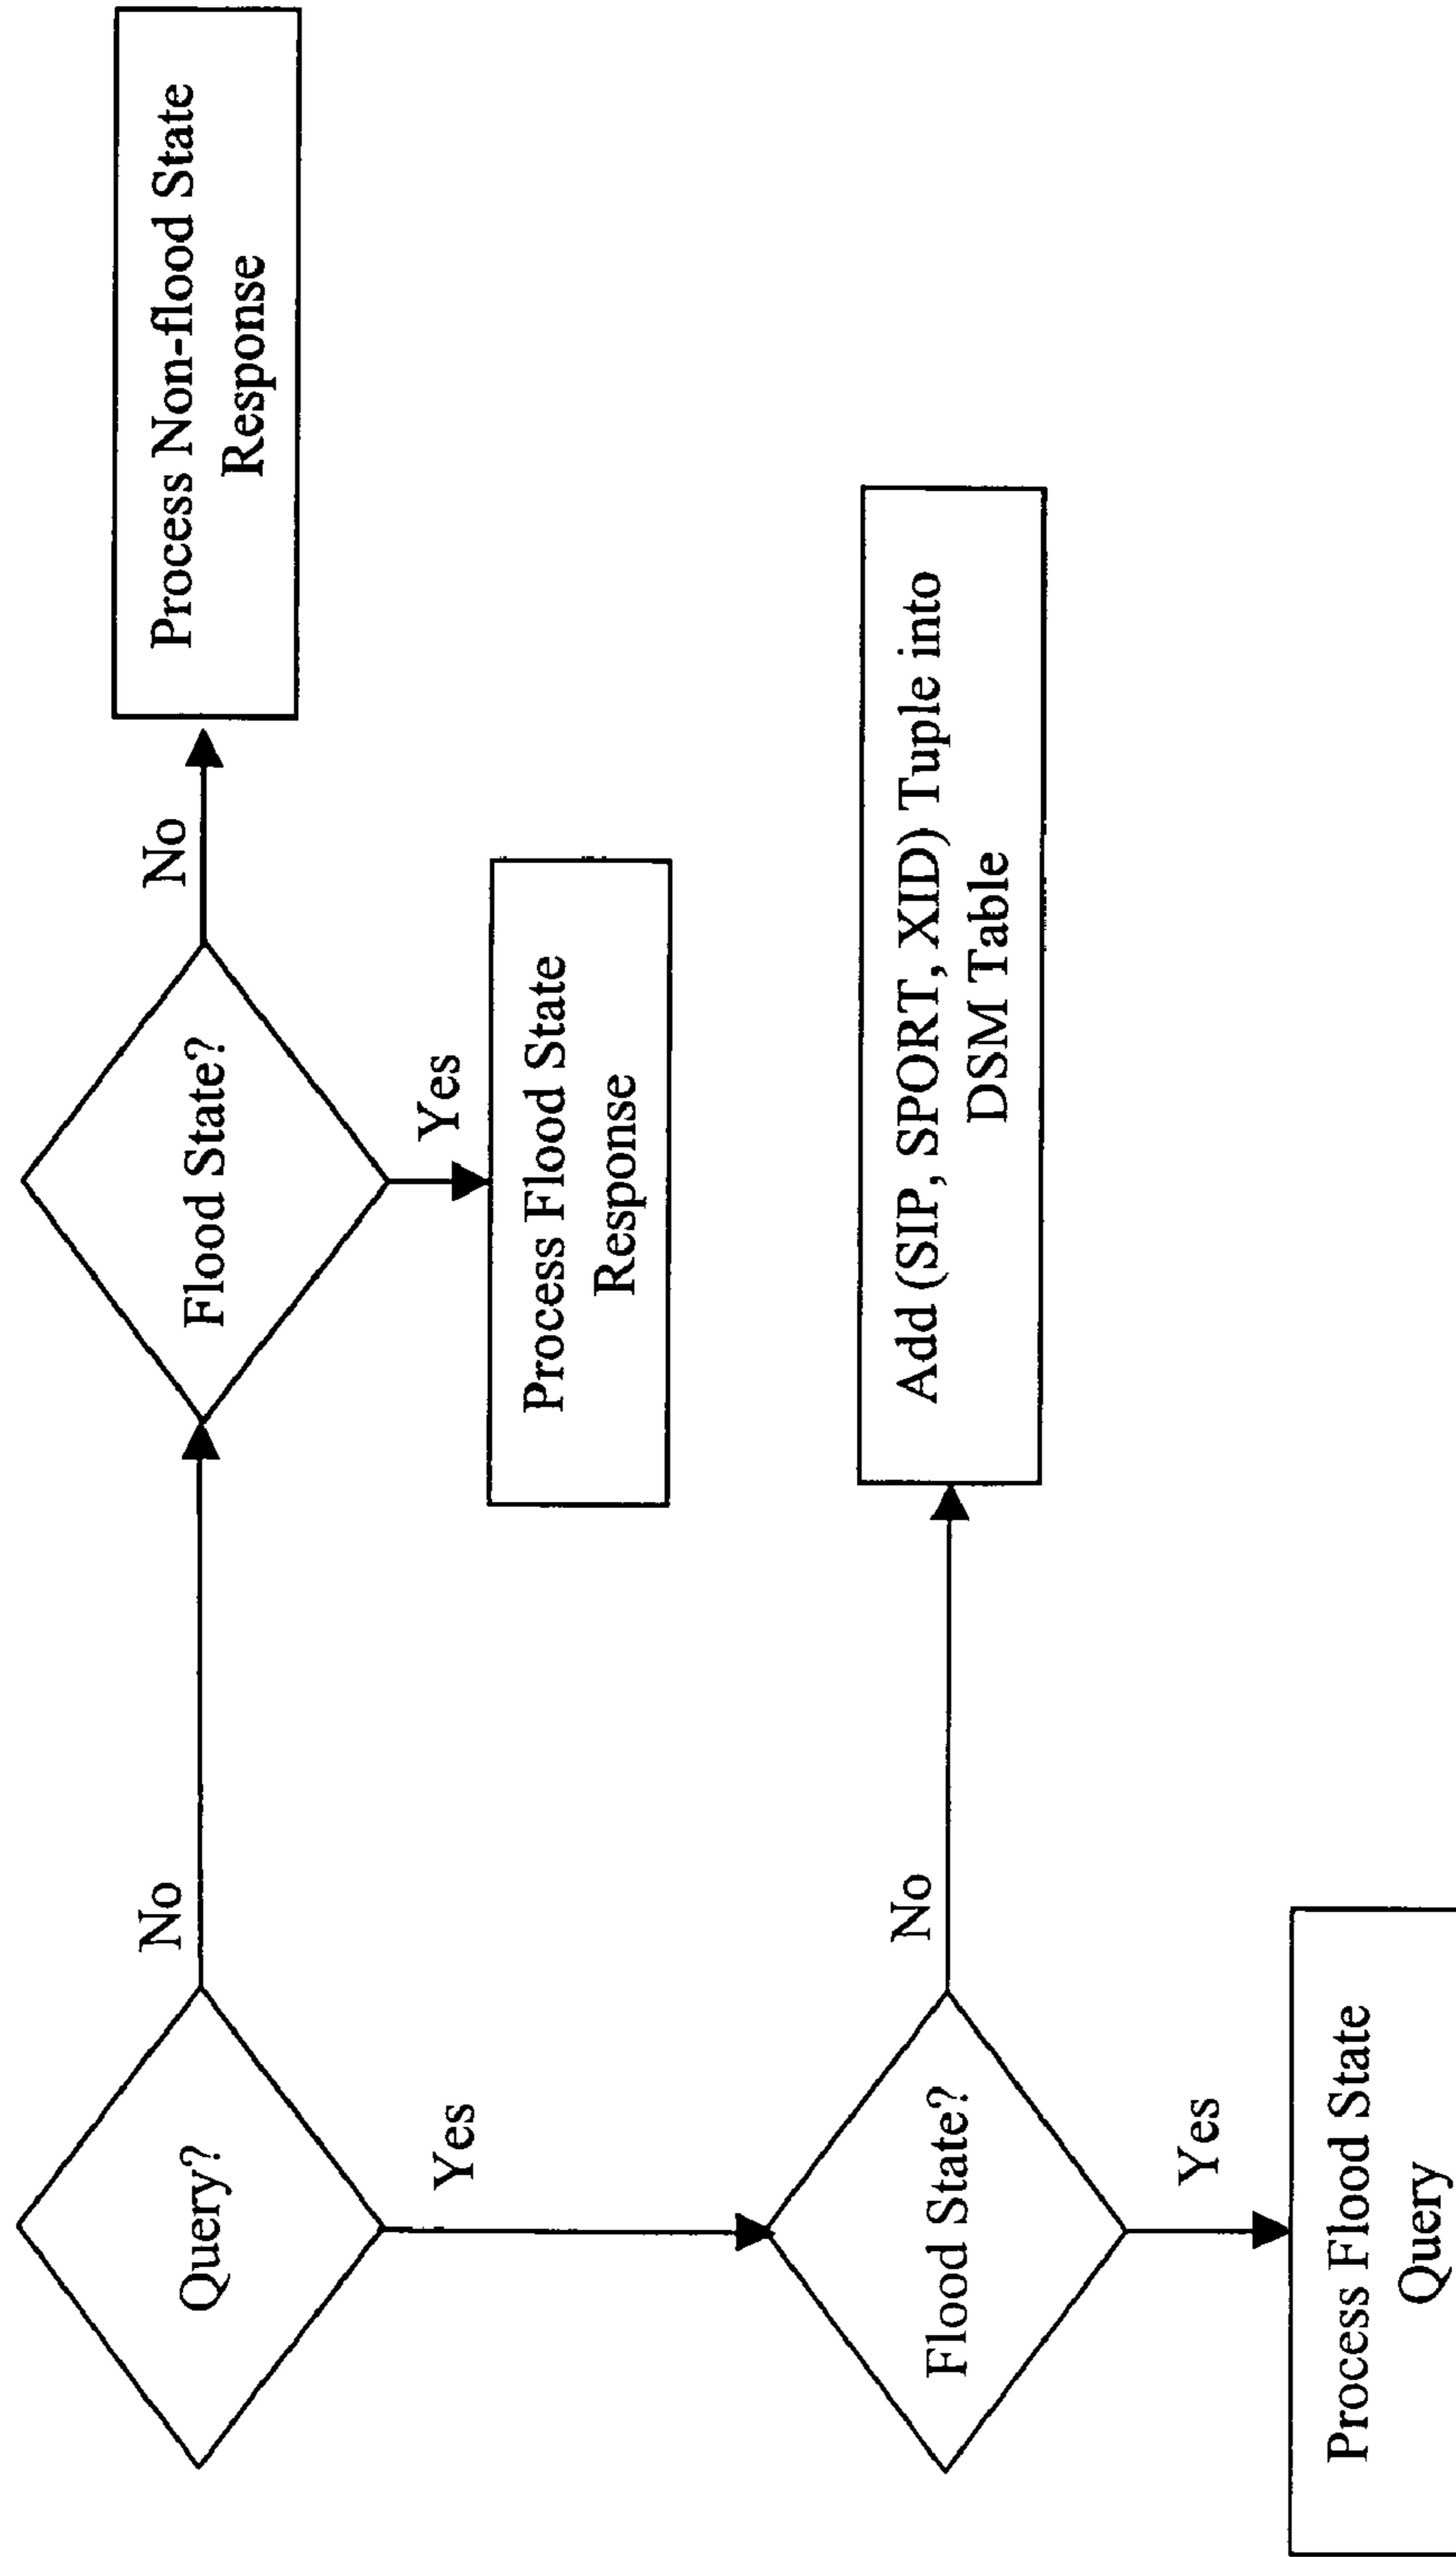 Query?
No
Flood State?
No
Process Non-flood State
Response
Yes
Yes
Process Flood State
Response
Flood State?
No
Add (SIP, SPORT, XID) Tuple into
DSM Table
Yes
Process Flood State
Query